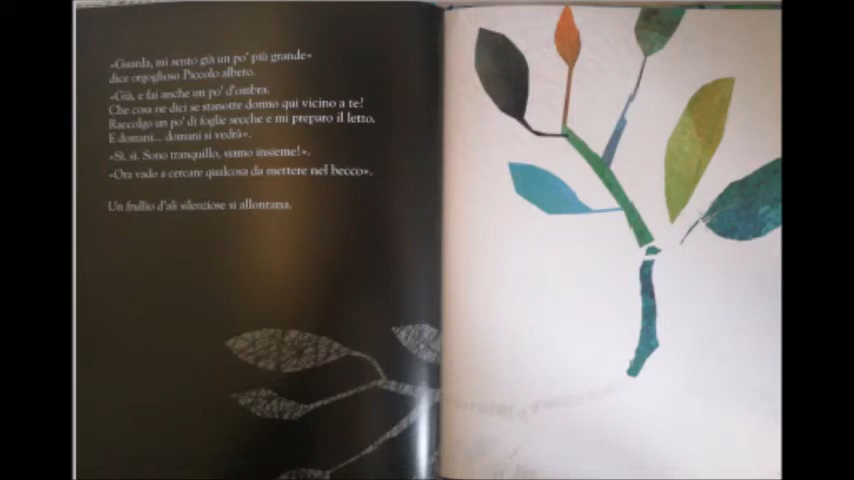 «Guarda, mi sento già un po' più grande»
dice orgoglioso Piccolo albero.
«Già, e fai anche un po' d'ombra.
Che cosa ne dici se stanotte dormo qui vicino a te!
Raccolgo un po' di foglie secche e mi preparo il letto.
E domani... domani si vedrà».
«Sì, sì. Sono tranquillo, siamo insieme!».
«Ora vado a cercare qualcosa da mettere nel becco».
Un frullio d'ali silenziose si allontana.